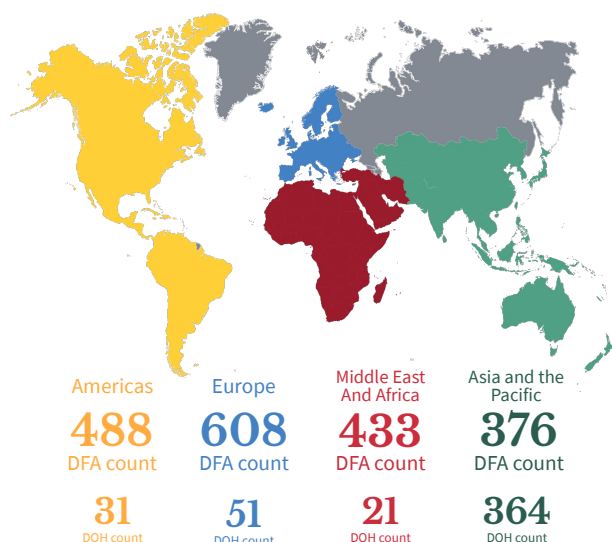 Americas
488
DFA count
31
DOH count
Europe
608
DFA count
51
DOH count
Middle East
And Africa
433
DFA count
21
DOH count
Asia and the
Pacific
376
DFA count
364
DOH count